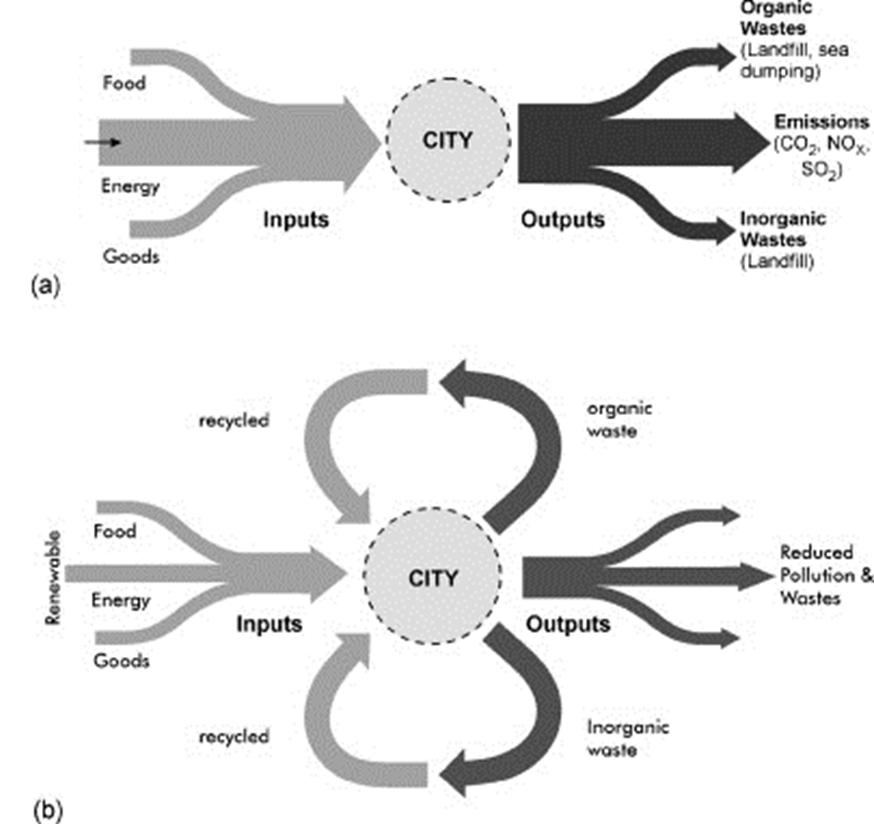 Organic
Wastes
(Landfill, sea
dumping)
Food
CITY
Emissions
(CO2, NOX,
SO2)
Energy
Inputs
Outputs
Inorganic
Wastes
(Landfill)
Goods
(a)
recycled
organic
waste
Renewable
Food
Energy
Goods
Inputs
CITY
Outputs
Reduced
Pollution &
Wastes
recycled
Inorganic
waste
(b)